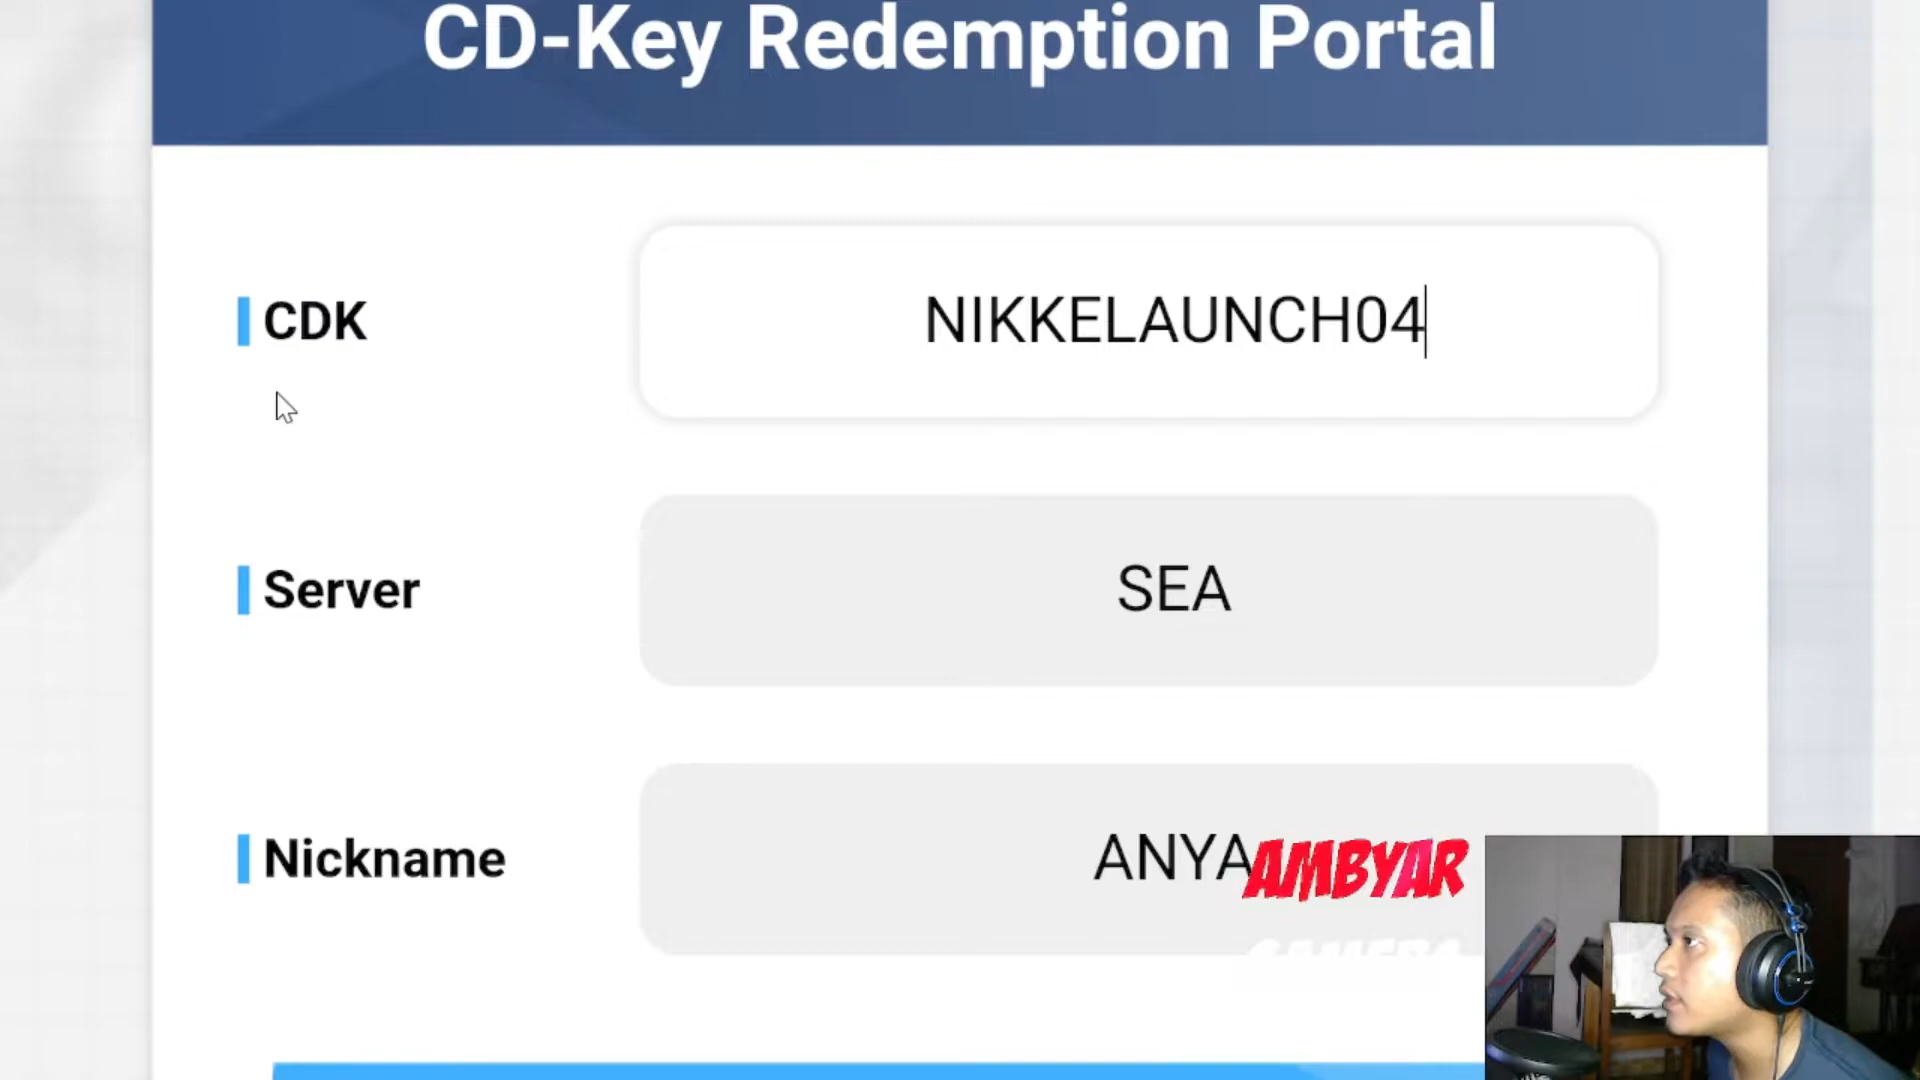 CD-Key Redemption Portal
CDK
NIKKELAUNCH04
Server
SEA
Nickname
ANYA
AMBYAR